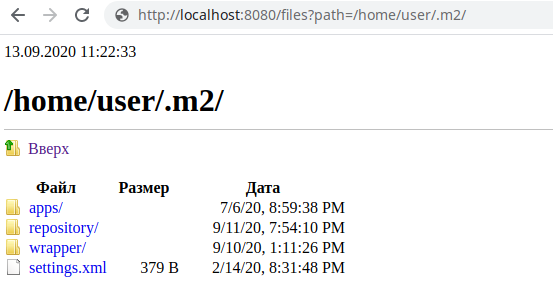 http://localhost:8080/files?path=/home/user/.m2/
13.09.2020 11:22:33
/home/user/.m2/
Вверх
Файл Размер Дата
apps/ 7/6/20, 8:59:38 PM
repository/ 9/11/20, 7:54:10 PM
wrapper/ 9/10/20, 1:11:26 PM
settings.xml 379 B 2/14/20, 8:31:48 PM